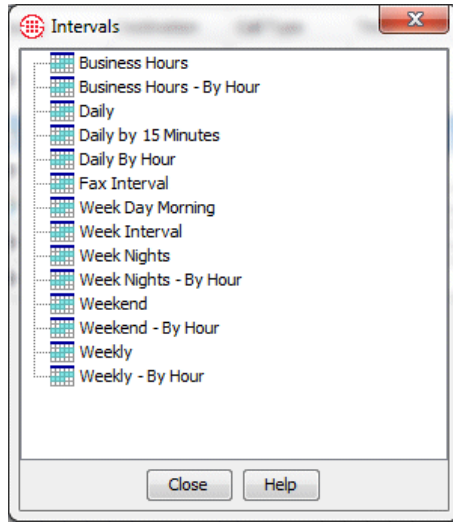 Intervals
Business Hours
Business Hours - By Hour
Daily
Daily by 15 Minutes
Daily By Hour
Fax Interval
Week Day Morning
Week Interval
Week Nights
Week Nights - By Hour
Weekend
Weekend - By Hour
Weekly
Weekly - By Hour
Close
Help